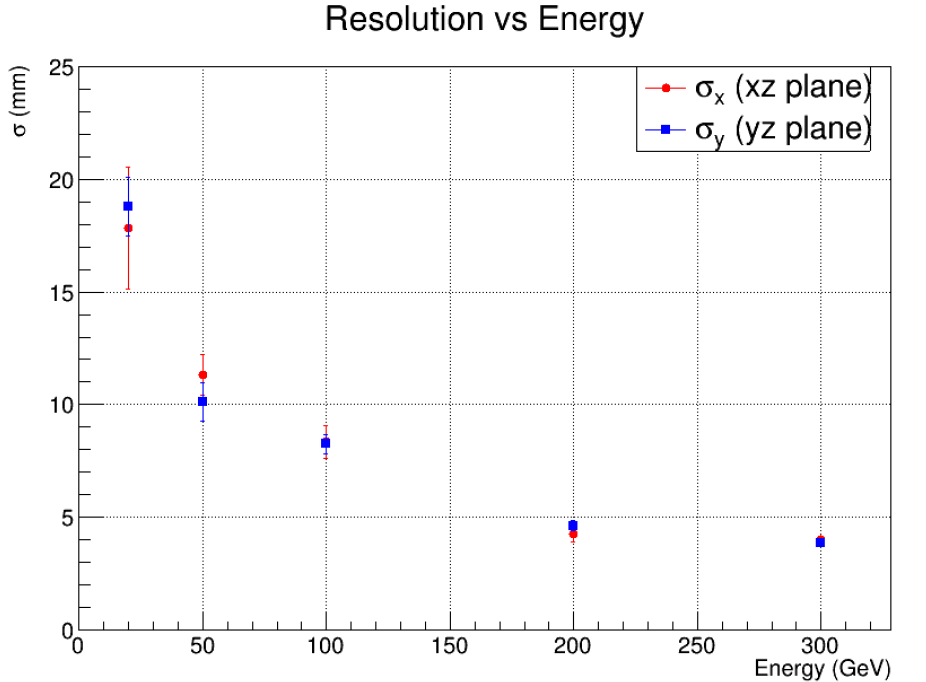 Resolution vs Energy
σ (mm)
25
20
15
10
5
0
σx (xz plane)
σy (yz plane)
0 50 100 150 200 250 300
Energy (GeV)